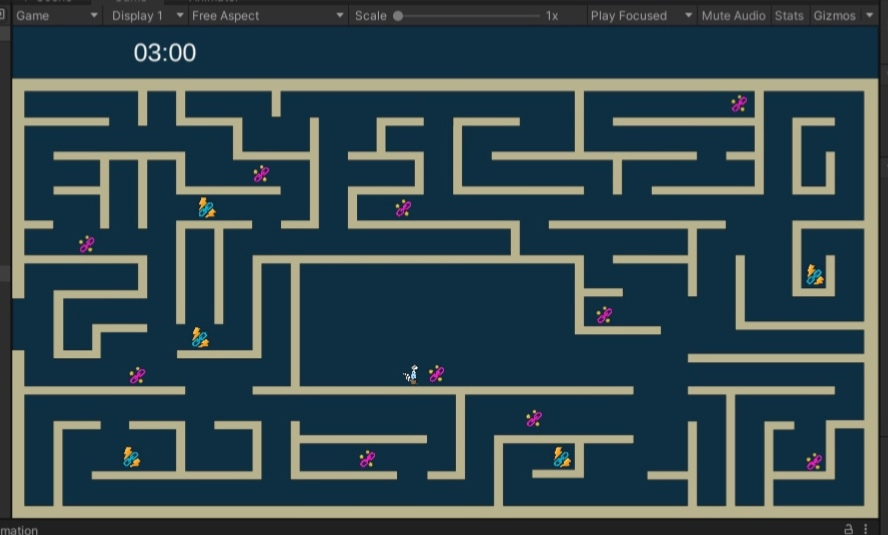 Game Display 1 Free Aspect Scale 1x Play Focused Mute Audio Stats Gizmos
03:00
mation